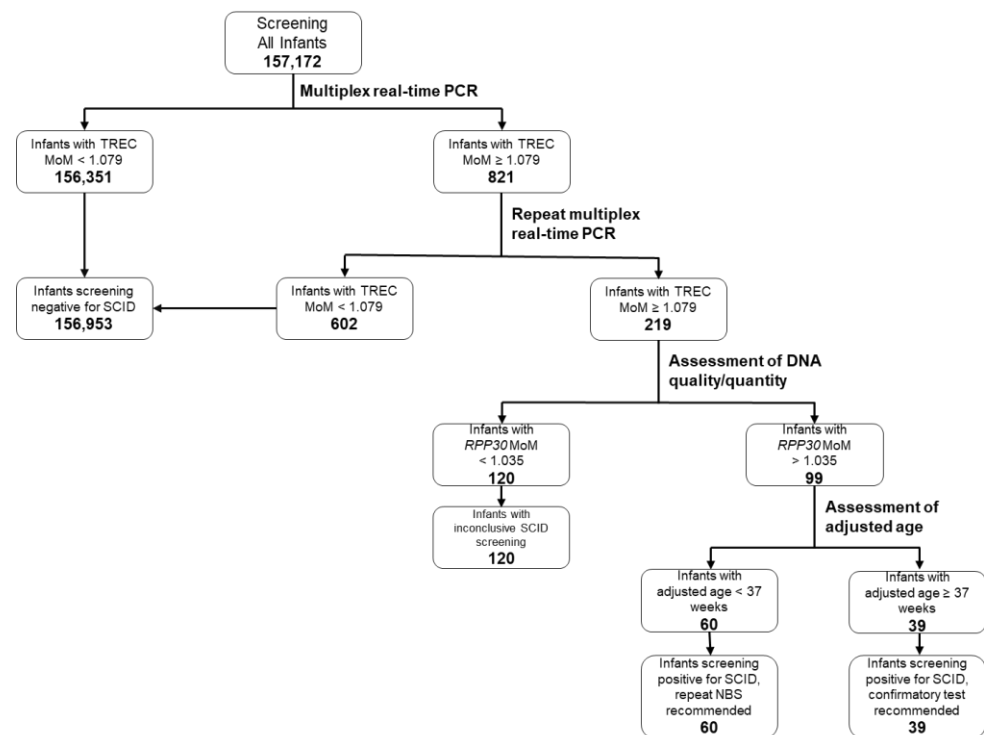 Screening
All Infants
157,172
Multiplex real-time PCR
Infants with TREC
MoM < 1.079
156,351
Infants with TREC
MoM ≥ 1.079
821
Repeat multiplex
real-time PCR
Infants screening
negative for SCID
156,953
Infants with TREC
MoM < 1.079
602
Infants with TREC
MoM ≥ 1.079
219
Assessment of DNA
quality/quantity
Infants with
RPP30 MoM
< 1.035
120
Infants with
RPP30 MoM
> 1.035
99
Infants with
inconclusive SCID
screening
120
Assessment of
adjusted age
Infants with
adjusted age < 37
weeks
60
Infants with
adjusted age ≥ 37
weeks
39
Infants screening
positive for SCID,
repeat NBS
recommended
60
Infants screening
positive for SCID,
confirmatory test
recommended
39